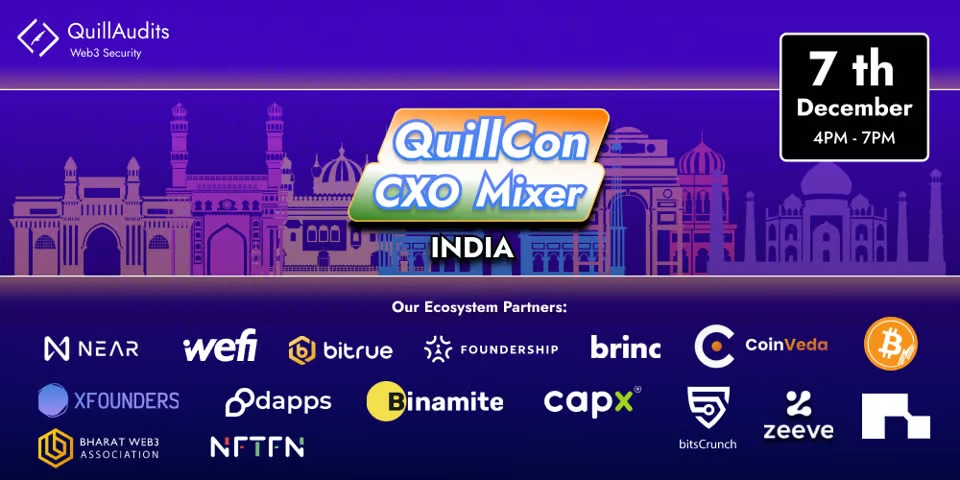 QuillAudits
Web3 Security
7 th
December
4PM - 7PM
QuillCon
CXO Mixer
INDIA
Our Ecosystem Partners:
NEAR
wefi
bitrue
FOUNDERSHIP
brinc
CoinVeda
XFOUNDERS
dapps
Binamite
capx
bitsCrunch
zeeve
BHARAT WEB3
ASSOCIATION
NFTFN